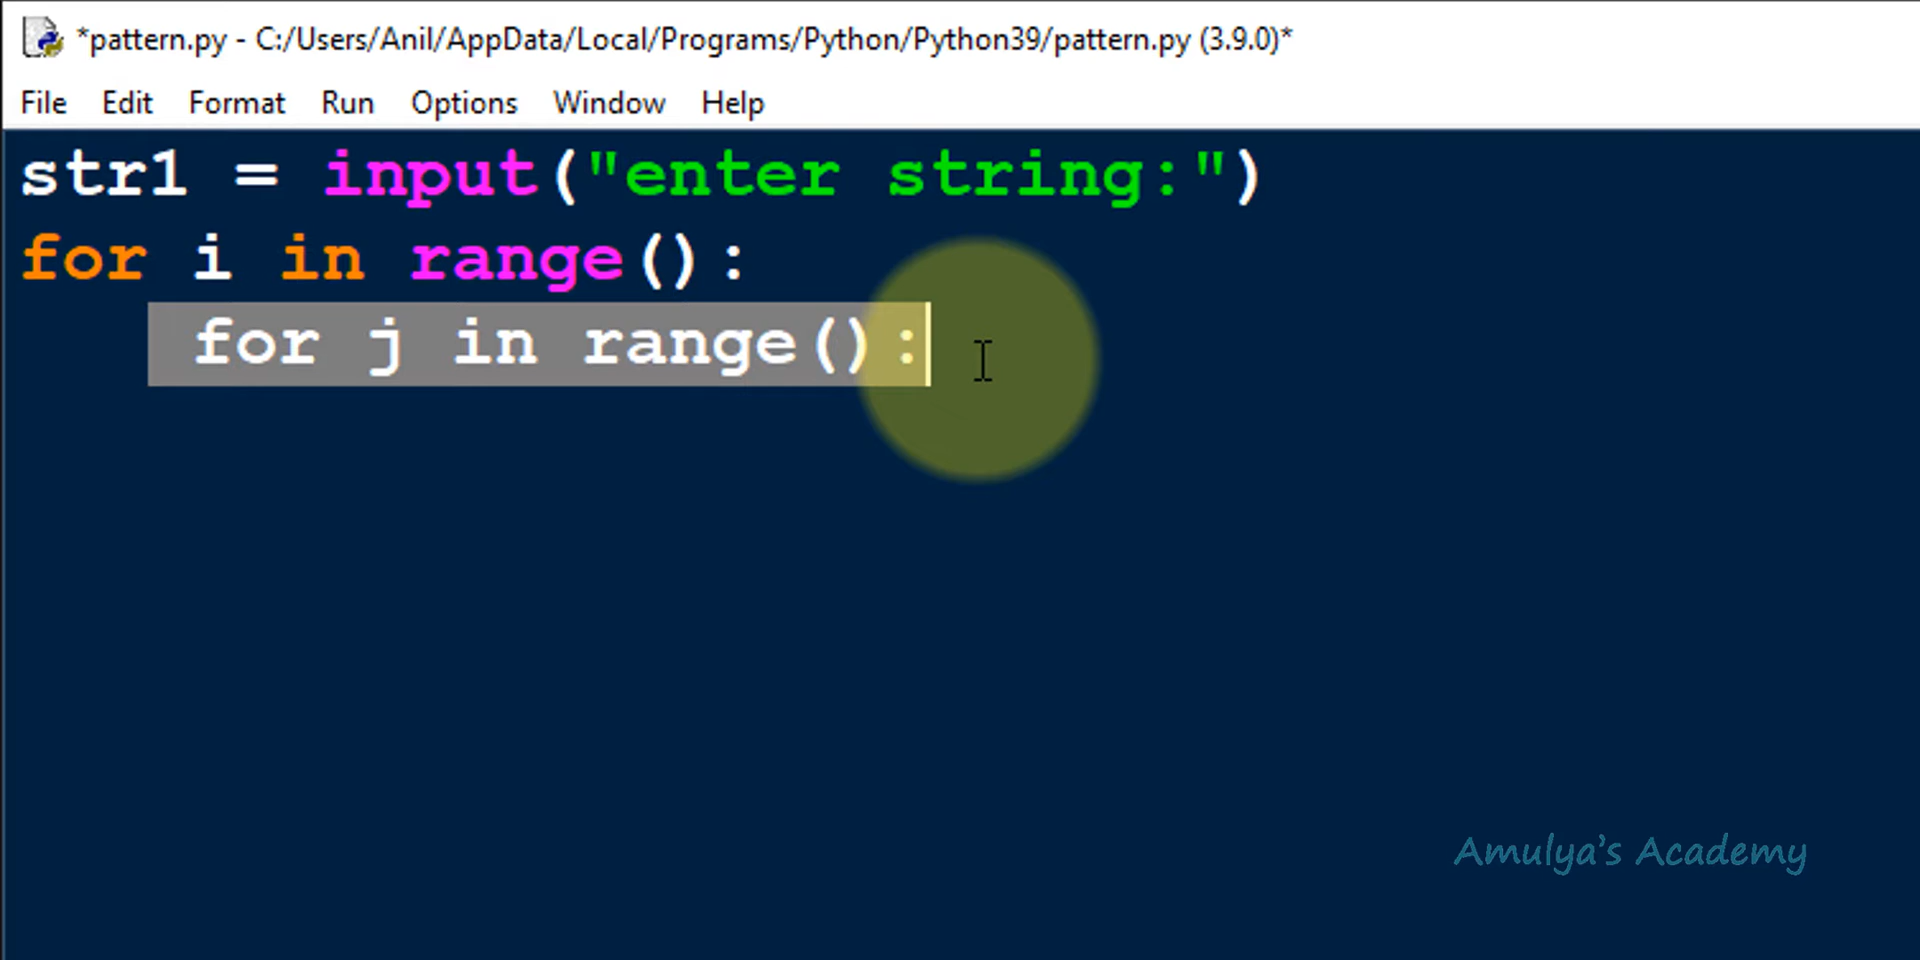 *pattern.py - C:/Users/Anil/AppData/Local/Programs/Python/Python39/pattern.py (3.9.0)*
File Edit Format Run Options Window Help
str1 = input("enter string:")
for i in range():
    for j in range():
Amulya's Academy